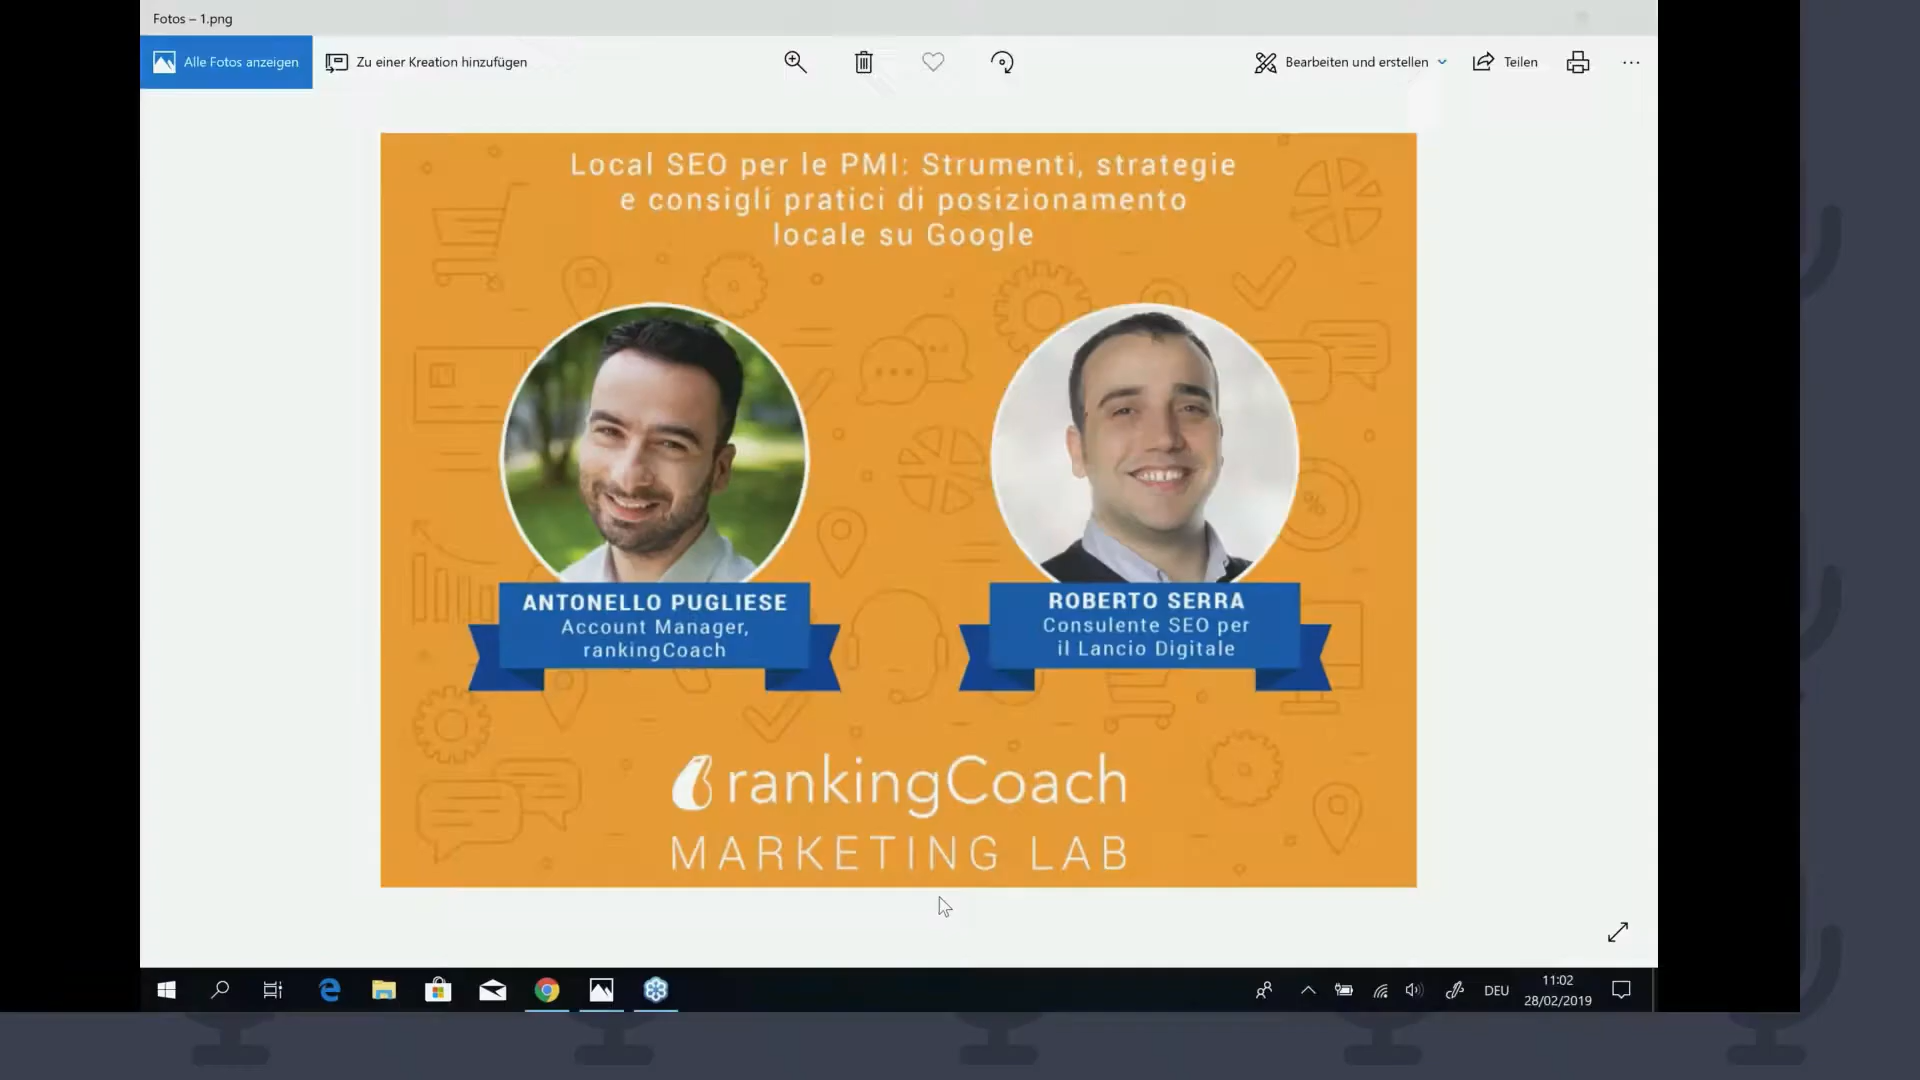 Fotos – 1.png
Alle Fotos anzeigen
Zu einer Kreation hinzufügen
Bearbeiten und erstellen
Teilen
Local SEO per le PMI: Strumenti, strategie
e consigli pratici di posizionamento
locale su Google
ANTONELLO PUGLIESE
Account Manager,
rankingCoach
ROBERTO SERRA
Consulente SEO per
il Lancio Digitale
rankingCoach
MARKETING LAB
DEU
11:02
28/02/2019